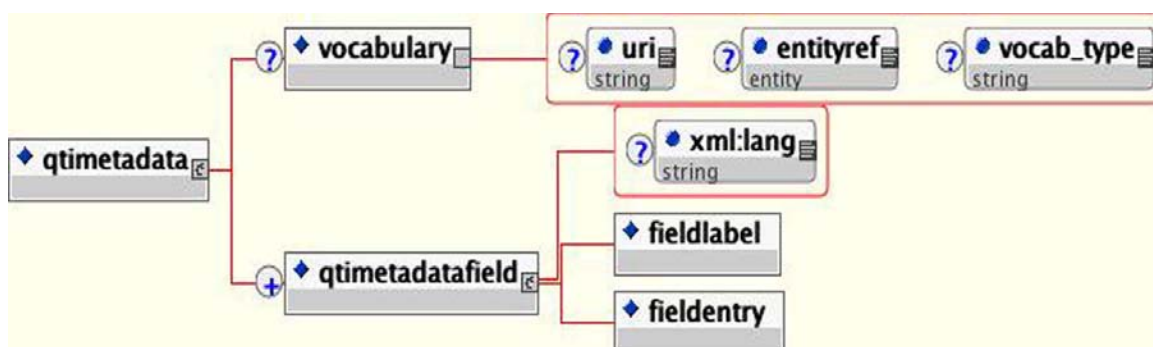 ? vocabulary
? uri
string
? entityref
entity
? vocab_type
string
qtimetadata
c
? xml:lang
string
+ qtimetadatafield
c
fieldlabel
fieldentry